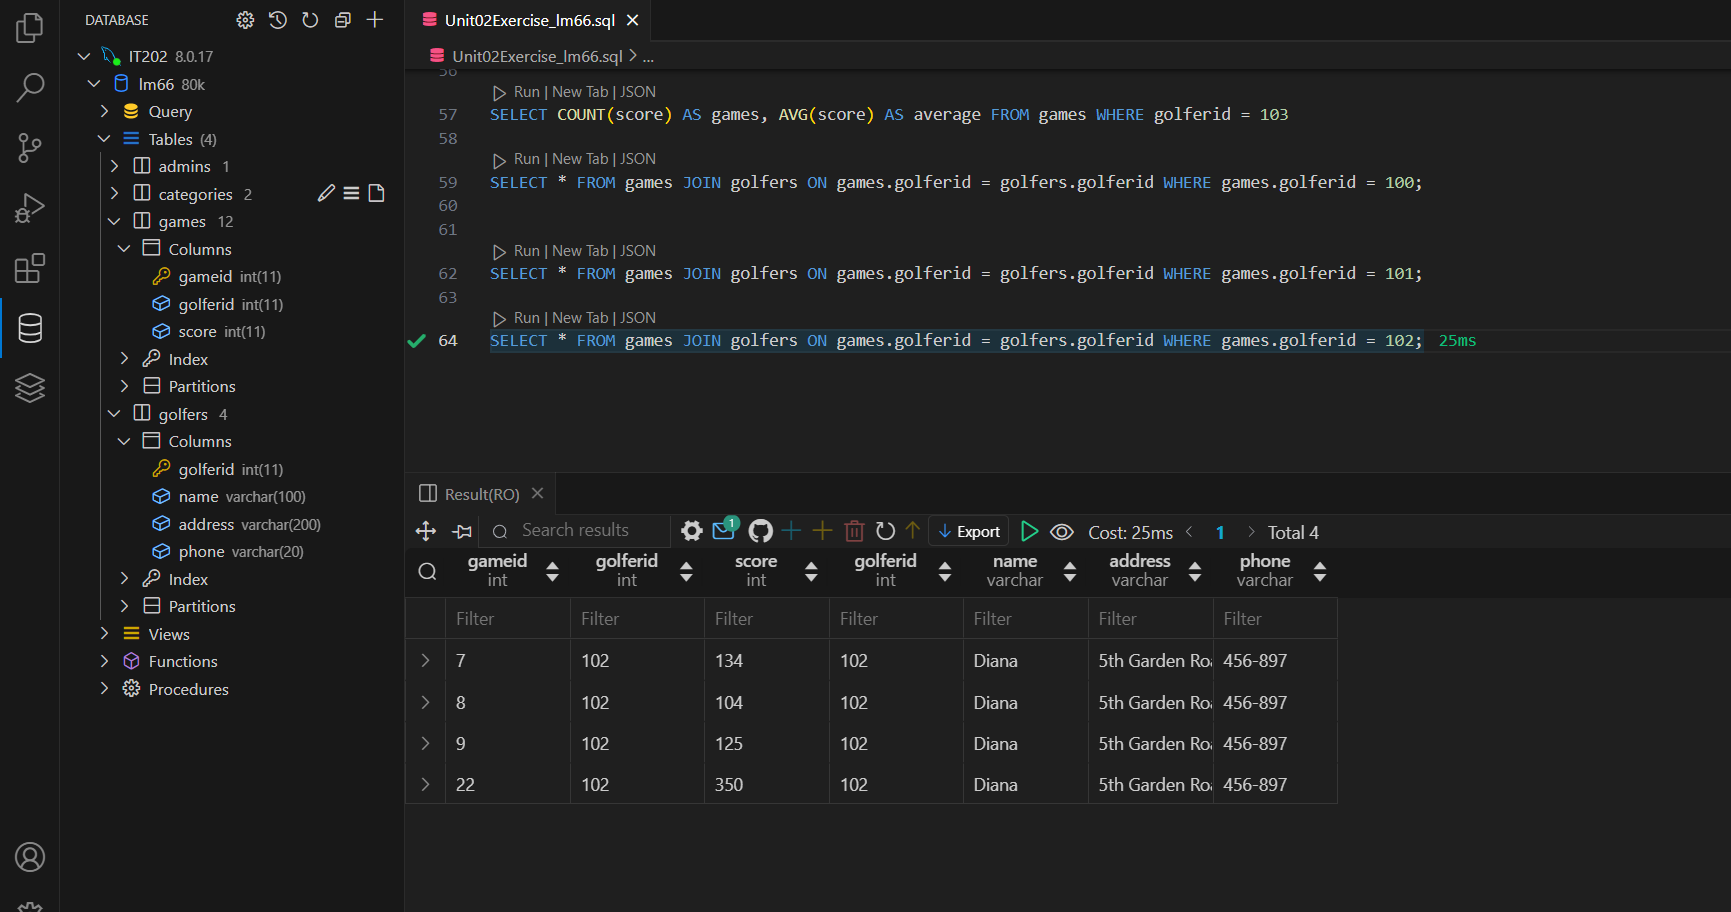 DATABASE
IT202 8.0.17
lm66 80k
Query
Tables (4)
admins 1
categories 2
games 12
Columns
gameid int(11)
golferid int(11)
score int(11)
Index
Partitions
golfers 4
Columns
golferid int(11)
name varchar(100)
address varchar(200)
phone varchar(20)
Index
Partitions
Views
Functions
Procedures
Unit02Exercise_lm66.sql
Unit02Exercise_lm66.sql > ...
56
Run | New Tab | JSON
57 SELECT COUNT(score) AS games, AVG(score) AS average FROM games WHERE golferid = 103
58
Run | New Tab | JSON
59 SELECT * FROM games JOIN golfers ON games.golferid = golfers.golferid WHERE games.golferid = 100;
60
61
Run | New Tab | JSON
62 SELECT * FROM games JOIN golfers ON games.golferid = golfers.golferid WHERE games.golferid = 101;
63
Run | New Tab | JSON
64 SELECT * FROM games JOIN golfers ON games.golferid = golfers.golferid WHERE games.golferid = 102; 25ms
Result(RO)
Search results 1 Export Cost: 25ms < 1 > Total 4
gameid golferid score golferid name address phone
int int int int varchar varchar varchar
Filter Filter Filter Filter Filter Filter Filter
7 102 134 102 Diana 5th Garden Roa 456-897
8 102 104 102 Diana 5th Garden Roa 456-897
9 102 125 102 Diana 5th Garden Roa 456-897
22 102 350 102 Diana 5th Garden Roa 456-897